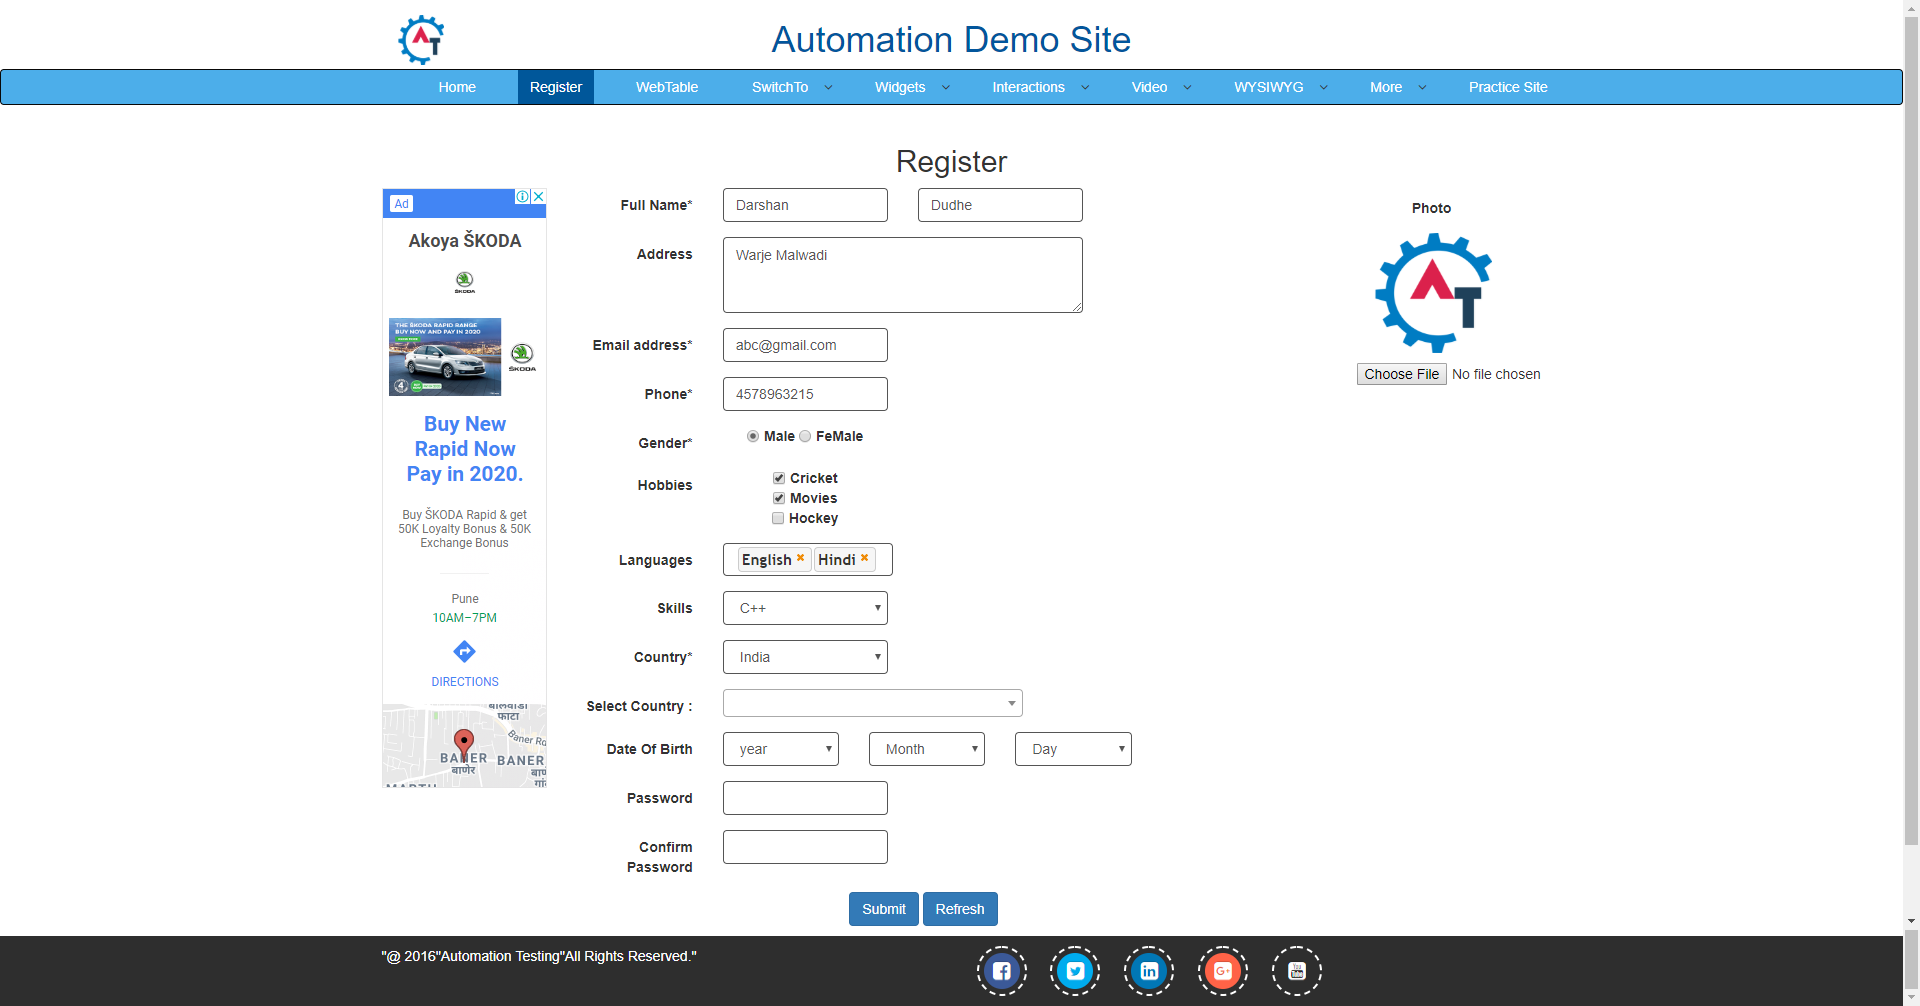 Automation Demo Site
Home Register WebTable SwitchTo Widgets Interactions Video WYSIWYG More Practice Site
Register
Ad
Akoya ŠKODA
ŠKODA
THE ŠKODA RAPID RANGE
BUY NOW AND PAY IN 2020
ŠKODA
Buy New
Rapid Now
Pay in 2020.
Buy ŠKODA Rapid & get
50K Loyalty Bonus & 50K
Exchange Bonus
Pune
10AM–7PM
DIRECTIONS
फाटा
Baner Rd
BANER
बाणेर
BANER
Full Name* Darshan Dudhe
Address Warje Malwadi
Email address* abc@gmail.com
Phone* 4578963215
Gender* Male FeMale
Hobbies Cricket
Movies
Hockey
Languages English Hindi
Skills C++
Country* India
Select Country :
Date Of Birth year Month Day
Password
Confirm
Password
Submit Refresh
Photo
AT
Choose File No file chosen
"@ 2016"Automation Testing"All Rights Reserved."